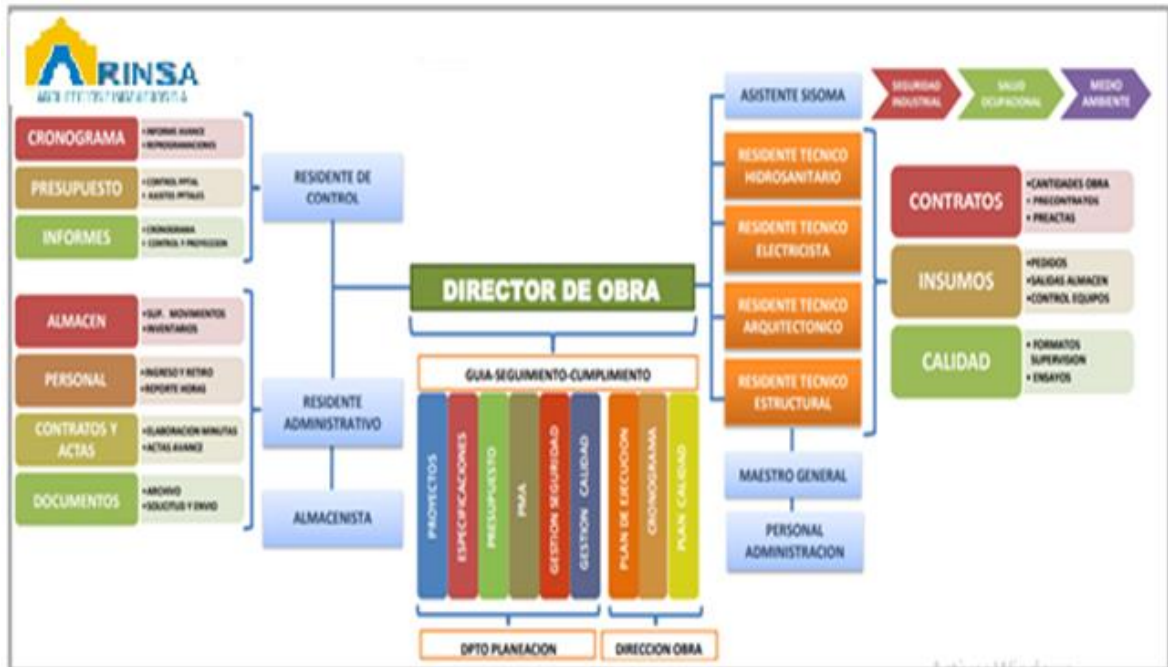 ARINSA
CRONOGRAMA
• INFORME AVANCE
• REPROGRAMACIONES
PRESUPUESTO
• CONTROL PPTAL
• AJUSTES PPTALES
INFORMES
• CRONOGRAMA
• CONTROL Y PROYECCION
RESIDENTE DE
CONTROL
ALMACEN
• SUP. MOVIMIENTOS
• INVENTARIOS
PERSONAL
• INGRESO Y RETIRO
• REPORTE HORAS
CONTRATOS Y
ACTAS
• ELABORACION MINUTAS
• ACTAS AVANCE
DOCUMENTOS
• ARCHIVO
• SOLICITUD Y ENVIO
RESIDENTE
ADMINISTRATIVO
ALMACENISTA
DIRECTOR DE OBRA
GUIA-SEGUIMIENTO-CUMPLIMIENTO
PROYECTOS
ESPECIFICACIONES
PRESUPUESTO
PMA
GESTION SEGURIDAD
GESTION CALIDAD
PLAN DE EJECUCION
CRONOGRAMA
PLAN CALIDAD
DPTO PLANEACION
DIRECCION OBRA
ASISTENTE SISOMA
SEGURIDAD
INDUSTRIAL
SALUD
OCUPACIONAL
MEDIO
AMBIENTE
RESIDENTE TECNICO
HIDROSANITARIO
RESIDENTE TECNICO
ELECTRICISTA
RESIDENTE TECNICO
ARQUITECTONICO
RESIDENTE TECNICO
ESTRUCTURAL
MAESTRO GENERAL
PERSONAL
ADMINISTRACION
CONTRATOS
• CANTIDADES OBRA
• PRECONTRATOS
• PREACTAS
INSUMOS
• PEDIDOS
• SALIDAS ALMACEN
• CONTROL EQUIPOS
CALIDAD
• FORMATOS
SUPERVISION
• ENSAYOS